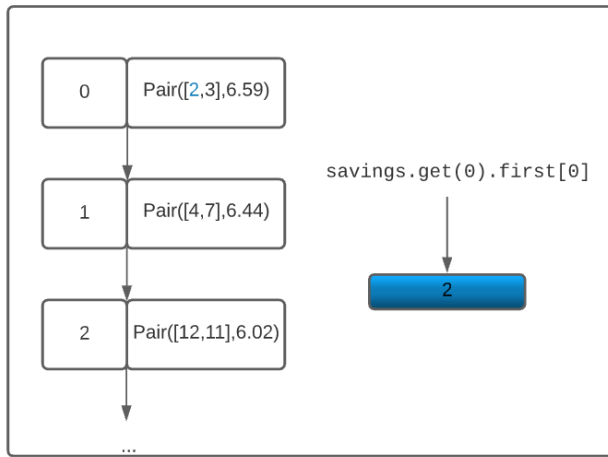 0 Pair([2,3],6.59)
savings.get(0).first[0]
1 Pair([4,7],6.44)
2
2 Pair([12,11],6.02)
...